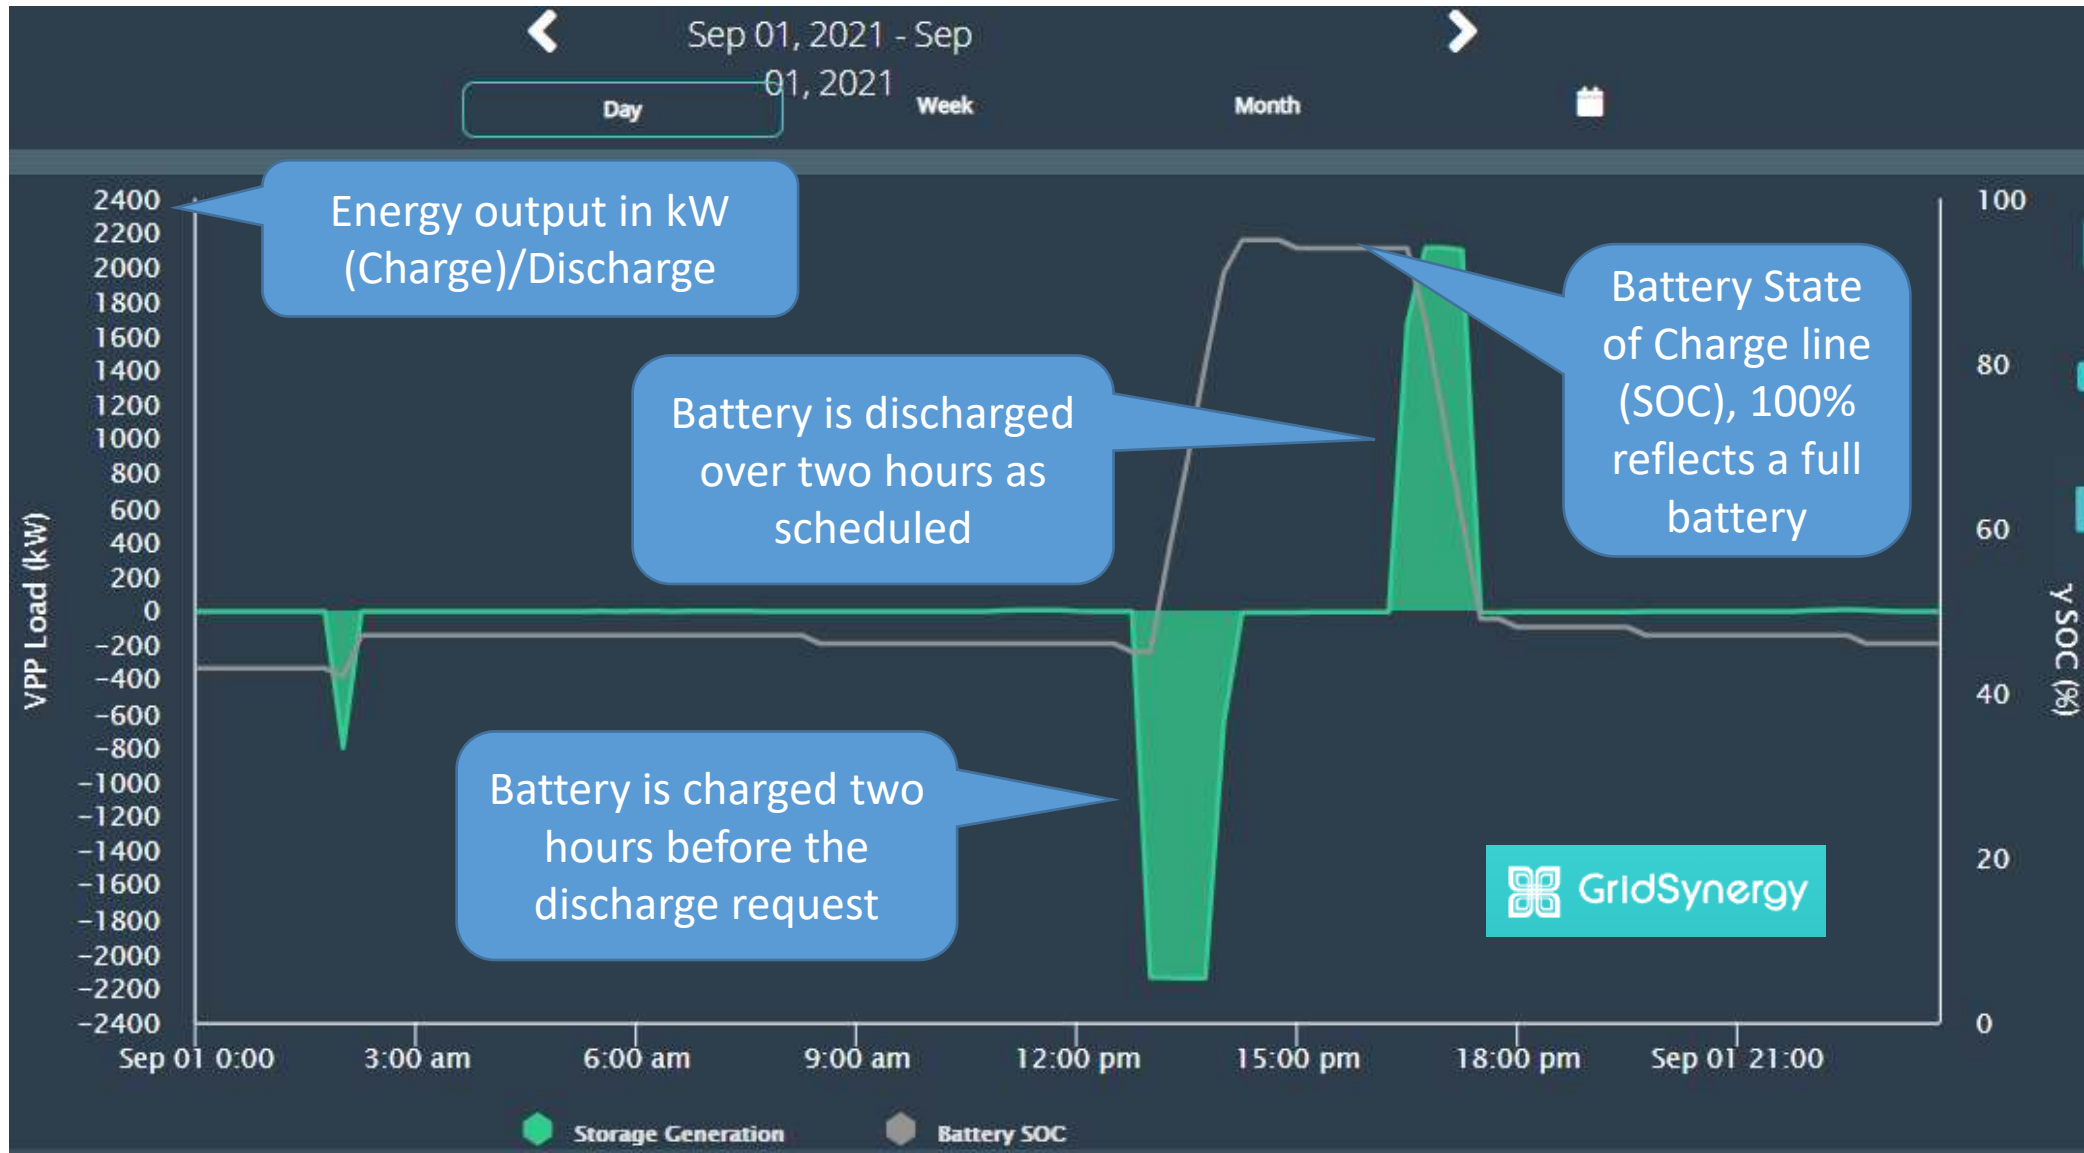 Sep 01, 2021 - Sep
01, 2021
Day
Week
Month
Energy output in kW
(Charge)/Discharge
Battery is discharged
over two hours as
scheduled
Battery State
of Charge line
(SOC), 100%
reflects a full
battery
Battery is charged two
hours before the
discharge request
GridSynergy
VPP Load (kW)
2400
2200
2000
1800
1600
1400
1200
1000
800
600
400
200
0
-200
-400
-600
-800
-1000
-1200
-1400
-1600
-1800
-2000
-2200
-2400
100
80
60
40
20
0
y SOC (%)
Sep 01 0:00
3:00 am
6:00 am
9:00 am
12:00 pm
15:00 pm
18:00 pm
Sep 01 21:00
Storage Generation
Battery SOC